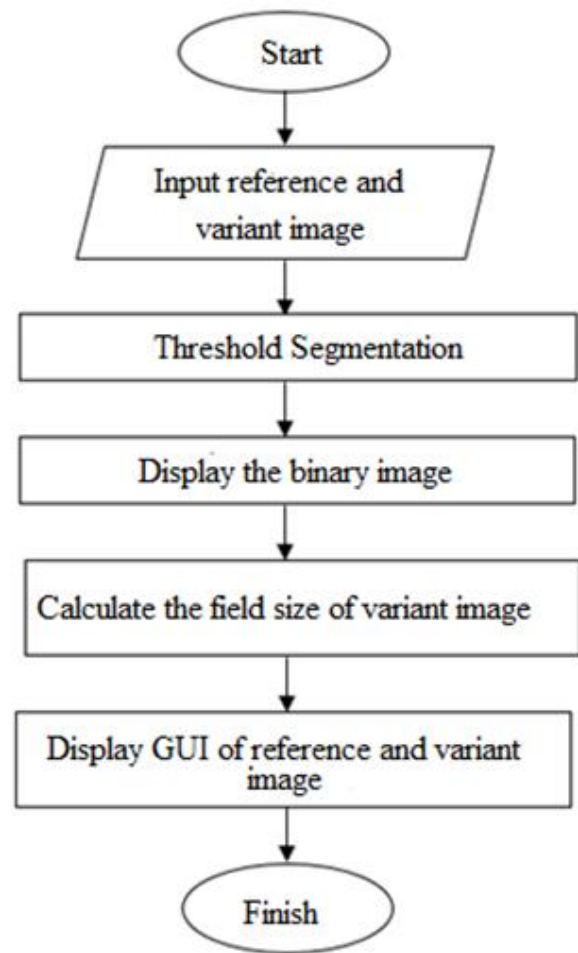 Start
Input reference and
variant image
Threshold Segmentation
Display the binary image
Calculate the field size of variant image
Display GUI of reference and variant
image
Finish